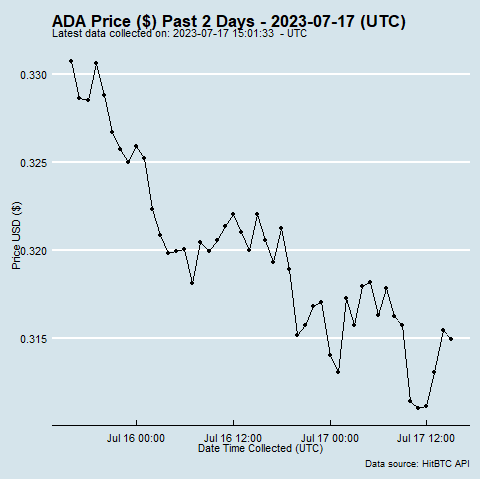 ADA Price ($) Past 2 Days - 2023-07-17 (UTC)
Latest data collected on: 2023-07-17 15:01:33 - UTC
0.330
0.325
0.320
0.315
Price USD ($)
Jul 16 00:00 Jul 16 12:00 Jul 17 00:00 Jul 17 12:00
Date Time Collected (UTC)
Data source: HitBTC API